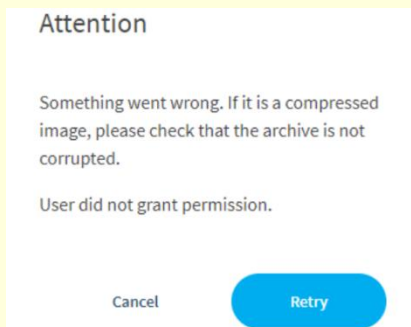 Attention
Something went wrong. If it is a compressed
image, please check that the archive is not
corrupted.
User did not grant permission.
Cancel Retry